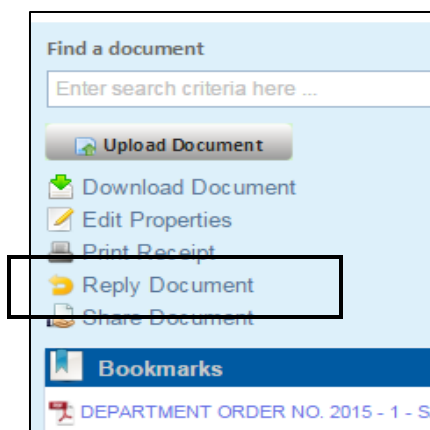 Find a document
Enter search criteria here ...
Upload Document
Download Document
Edit Properties
Print Receipt
Reply Document
Share Document
Bookmarks
DEPARTMENT ORDER NO. 2015 - 1 - S